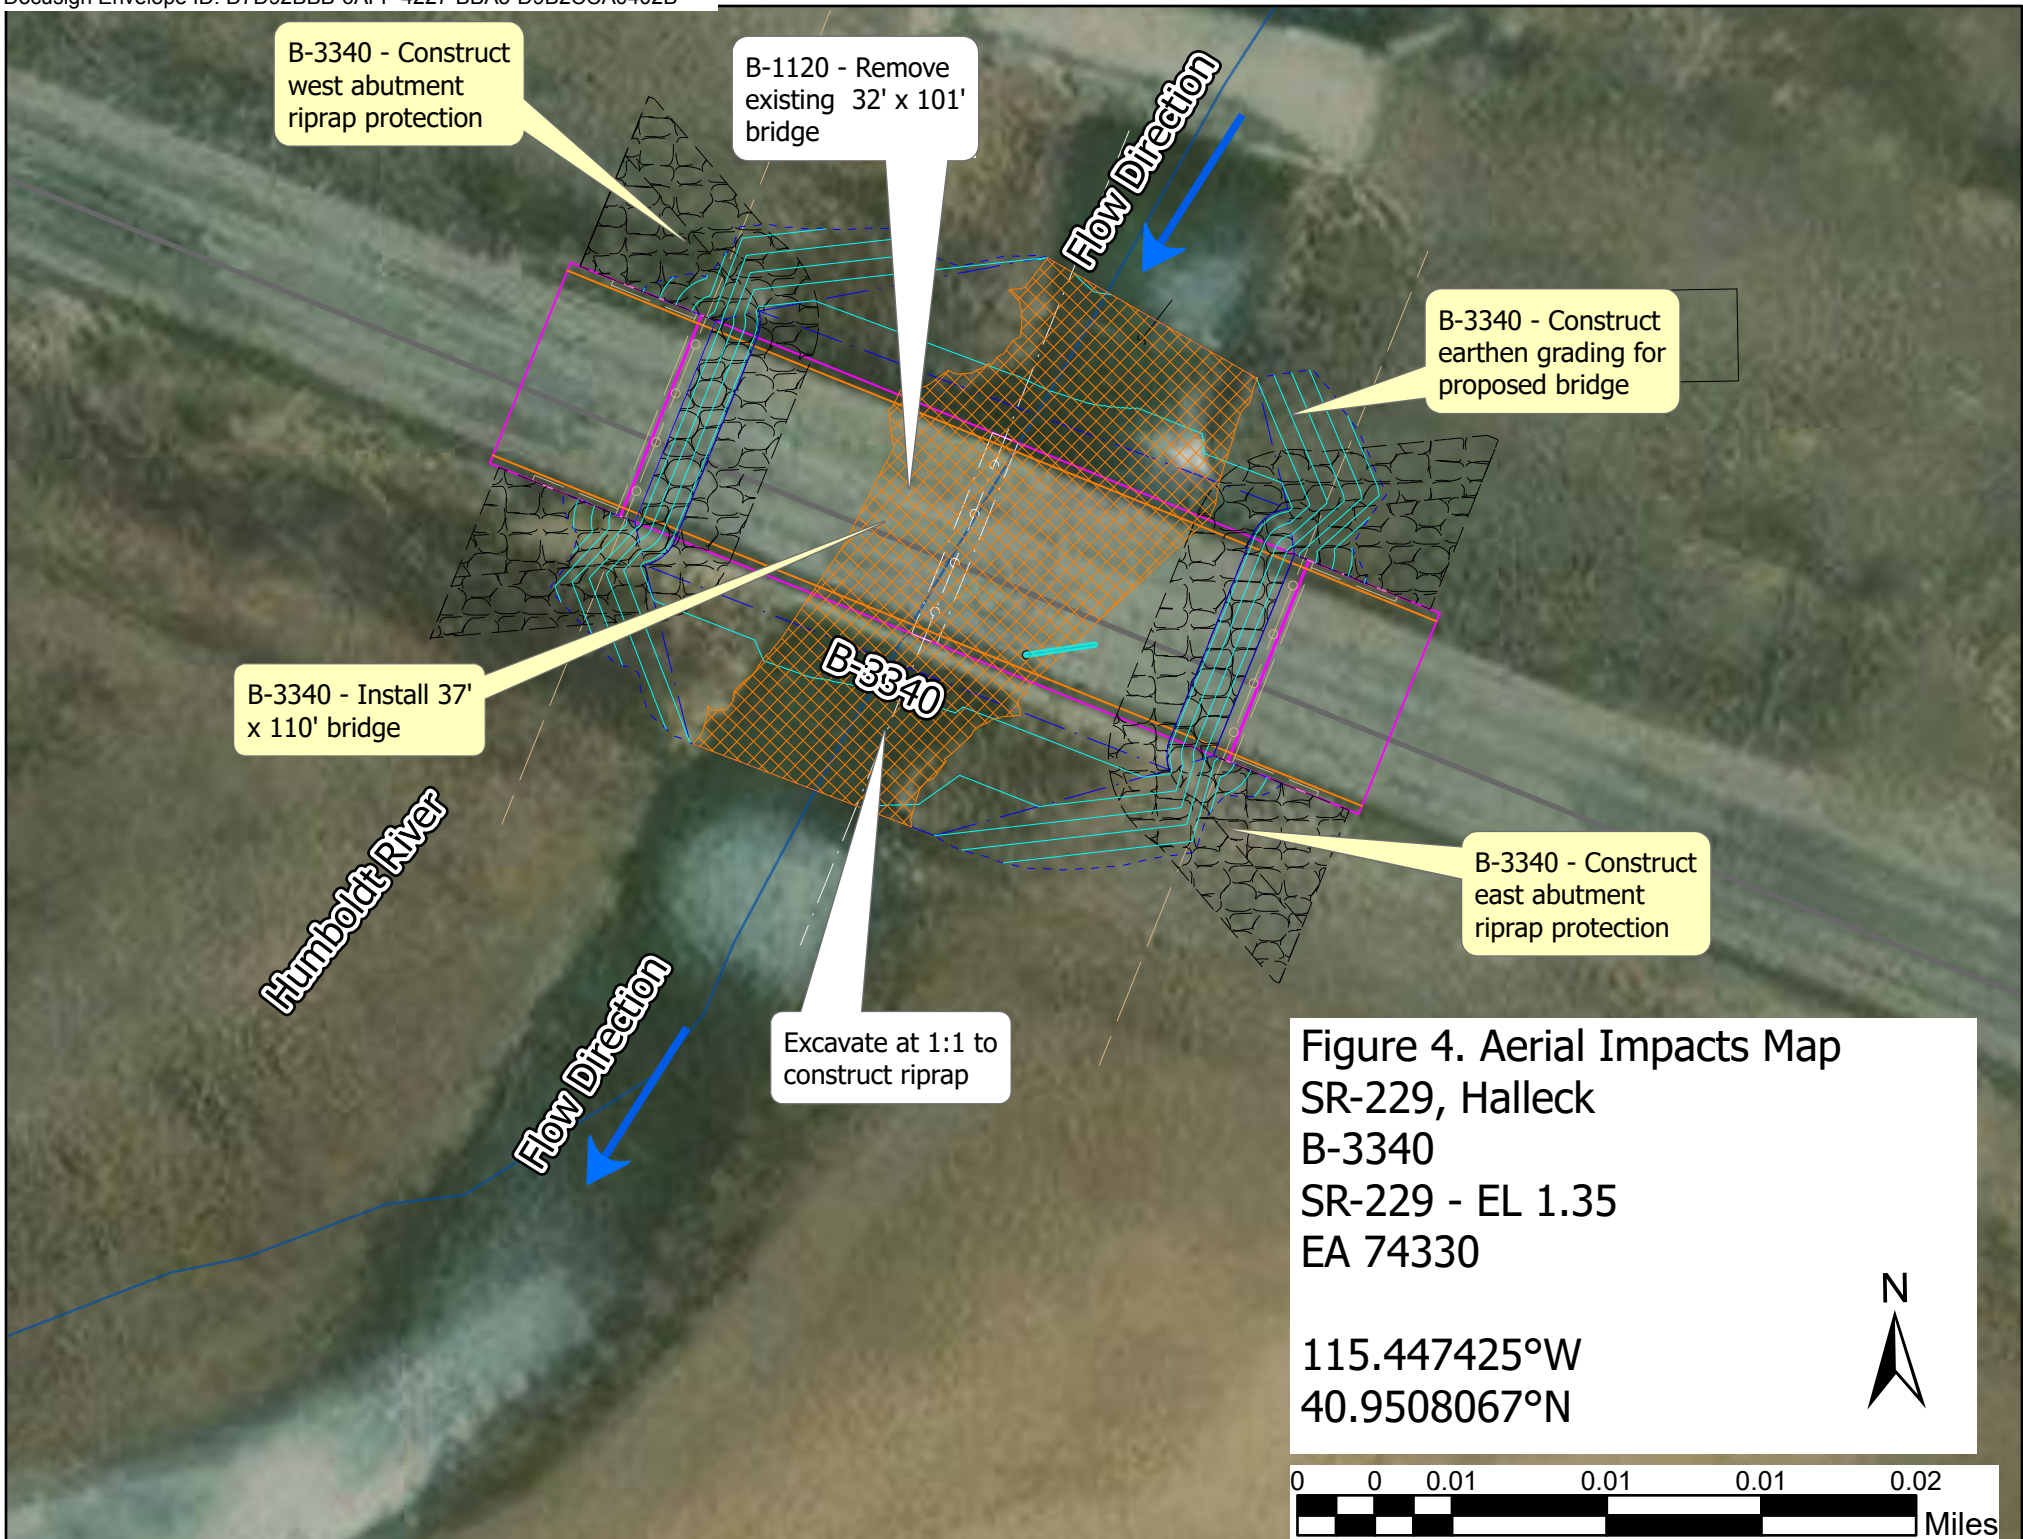 B-3340 - Construct
west abutment
riprap protection
B-1120 - Remove
existing 32' x 101'
bridge
Flow Direction
B-3340 - Construct
earthen grading for
proposed bridge
B-3340
B-3340 - Install 37'
x 110' bridge
Humboldt River
B-3340 - Construct
east abutment
riprap protection
Flow Direction
Excavate at 1:1 to
construct riprap
Figure 4. Aerial Impacts Map
SR-229, Halleck
B-3340
SR-229 - EL 1.35
EA 74330
N
115.447425°W
40.9508067°N
0 0 0.01 0.01 0.01 0.02
Miles